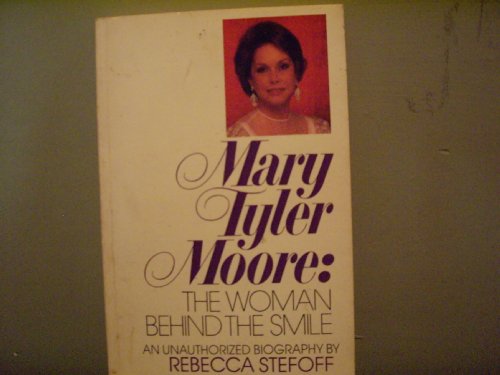 Mary
Tyler
Moore:
THE WOMAN
BEHIND THE SMILE
AN UNAUTHORIZED BIOGRAPHY BY
REBECCA STEFOFF